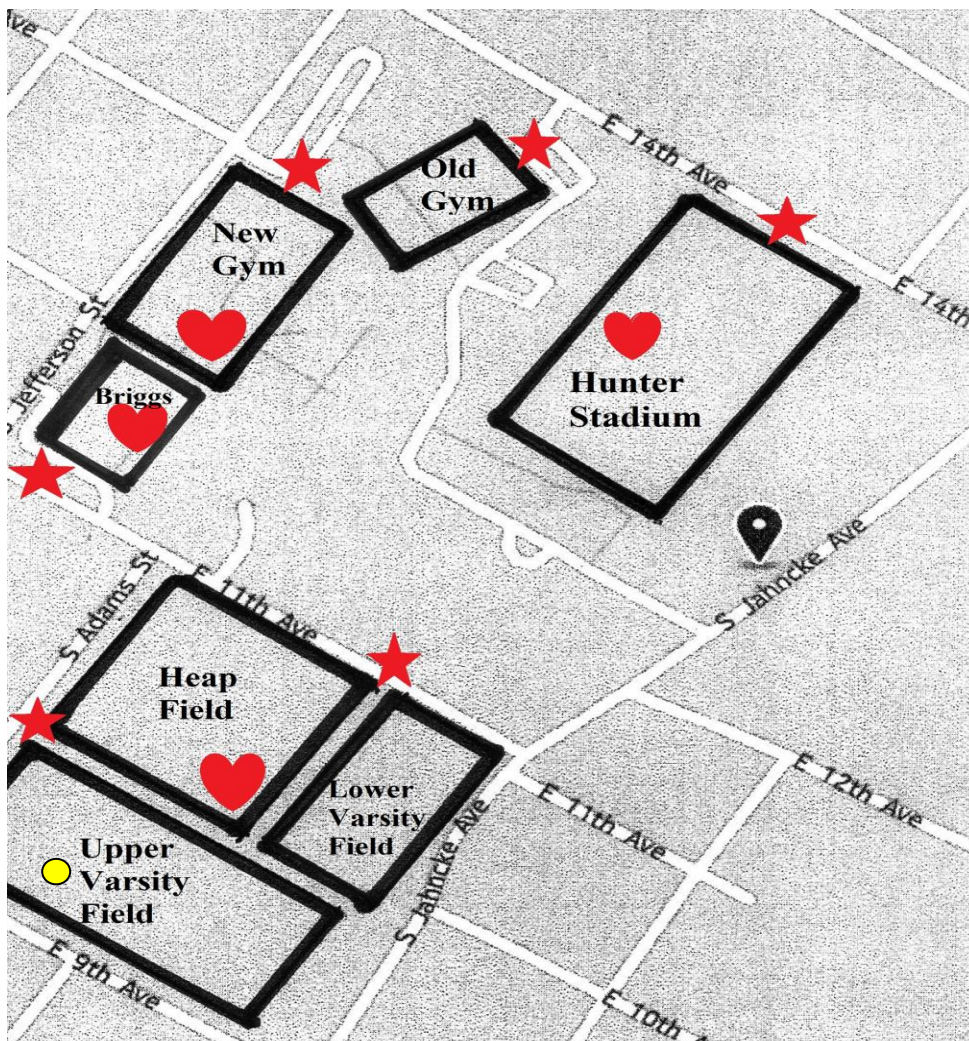 Ave
E 14th Ave
Old
Gym
New
Gym
E 14th
Jefferson St
Hunter
Stadium
Briggs
S Jahncke Ave
S Adams St
E 11th Ave
Heap
Field
Lower
Varsity
Field
E 12th Ave
E 11th Ave
Upper
Varsity
Field
S Jahncke Ave
E 9th Ave
E 10th